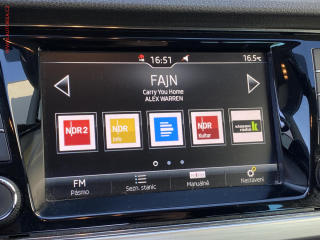 16:51
16.5°C
FAJN
Carry You Home
ALEX WARREN
NDR 2
NDR Info
NDR Kultur
FM
Pásmo
Sezn. stanic
Manuálně
Nastavení